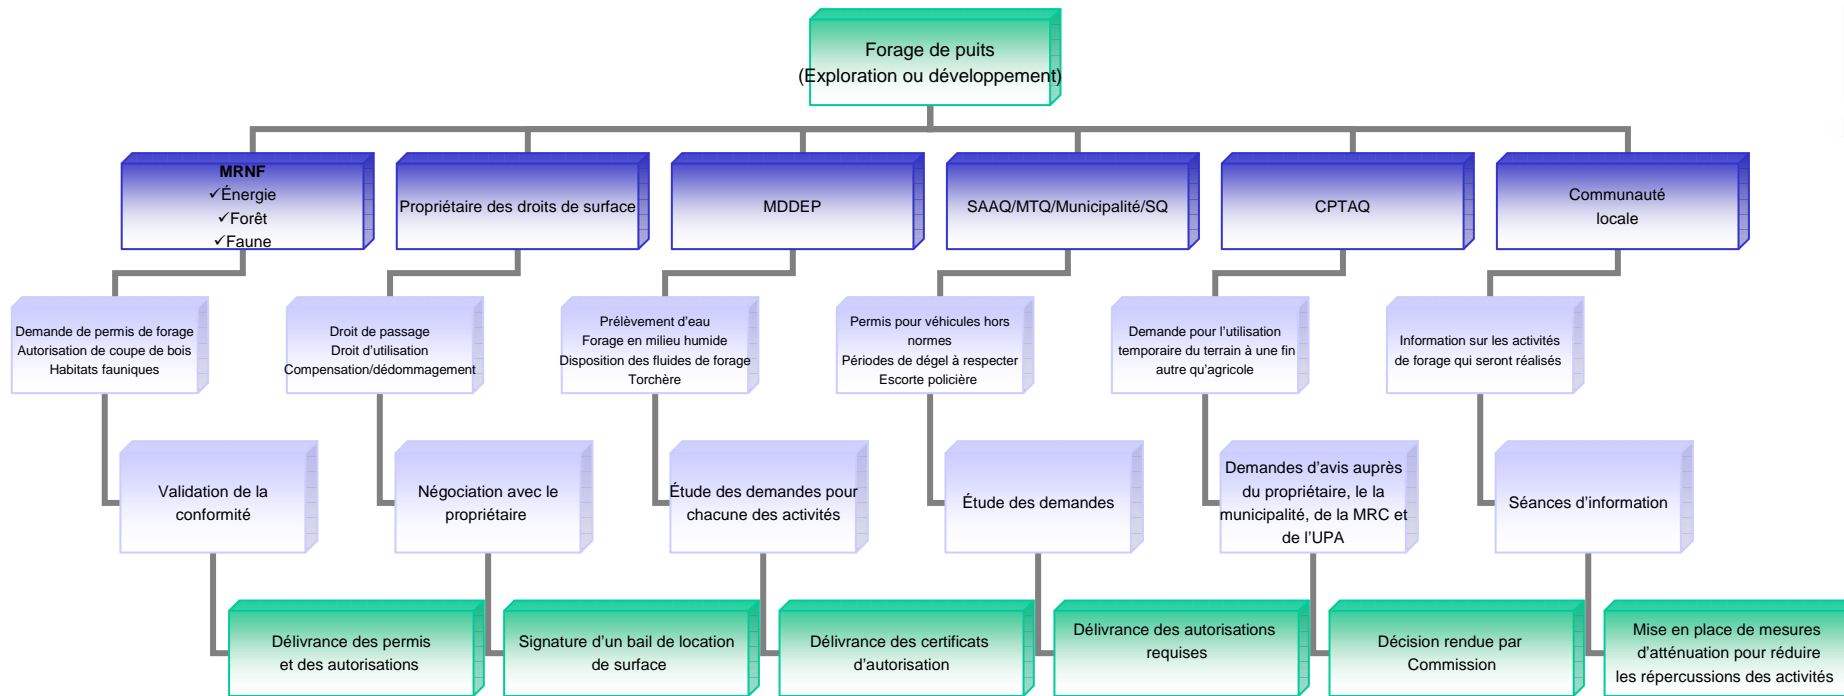 Forage de puits
(Exploration ou développement)
MRNF
✓Énergie
✓Forêt
✓Faune
Propriétaire des droits de surface
MDDEP
SAAQ/MTQ/Municipalité/SQ
CPTAQ
Communauté
locale
Demande de permis de forage
Autorisation de coupe de bois
Habitats fauniques
Droit de passage
Droit d'utilisation
Compensation/dédommagement
Prélèvement d'eau
Forage en milieu humide
Disposition des fluides de forage
Torchère
Permis pour véhicules hors
normes
Périodes de dégel à respecter
Escorte policière
Demande pour l'utilisation
temporaire du terrain à une fin
autre qu'agricole
Information sur les activités
de forage qui seront réalisés
Validation de la
conformité
Négociation avec le
propriétaire
Étude des demandes pour
chacune des activités
Étude des demandes
Demandes d'avis auprès
du propriétaire, le la
municipalité, de la MRC et
de l'UPA
Séances d'information
Délivrance des permis
et des autorisations
Signature d'un bail de location
de surface
Délivrance des certificats
d'autorisation
Délivrance des autorisations
requises
Décision rendue par
Commission
Mise en place de mesures
d'atténuation pour réduire
les répercussions des activités